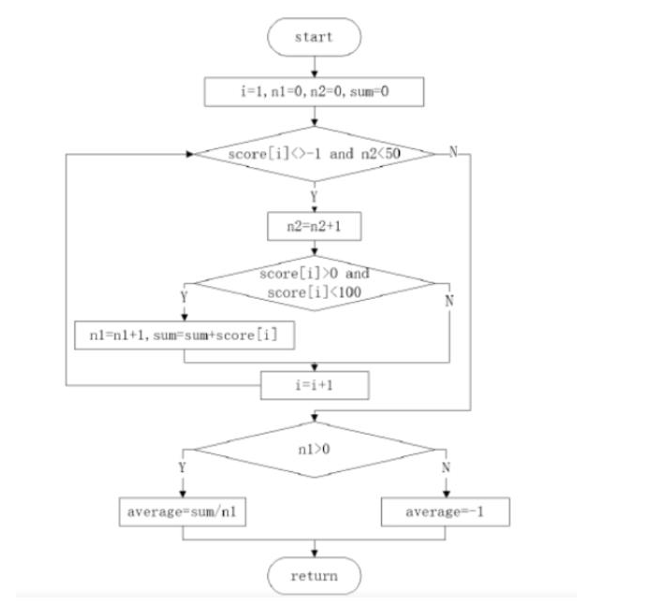 start
i=1, n1=0, n2=0, sum=0
score[i]<>-1 and n2<50
N
Y
n2=n2+1
score[i]>0 and
score[i]<100
Y
N
n1=n1+1, sum=sum+score[i]
i=i+1
n1>0
Y
N
average=sum/n1
average=-1
return